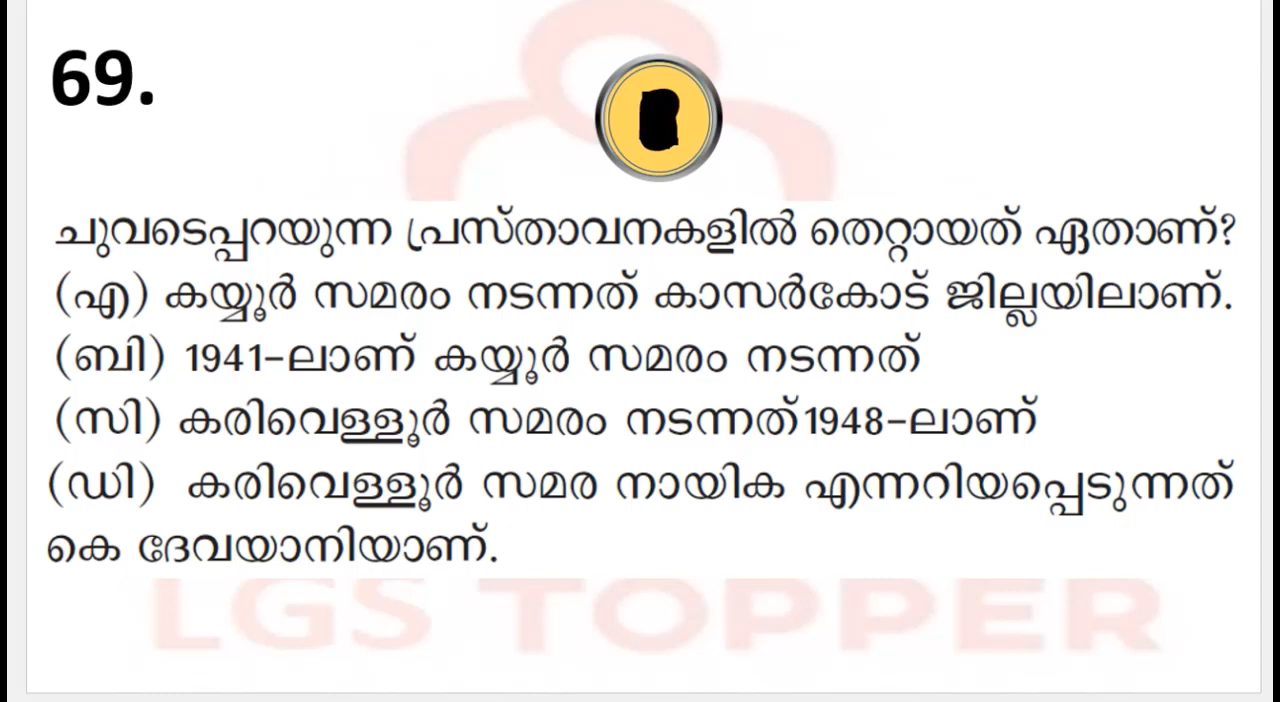 69.
ചുവടെപ്പറയുന്ന പ്രസ്താവനകളിൽ തെറ്റായത് ഏതാണ്?
(എ) കയ്യൂർ സമരം നടന്നത് കാസർകോട് ജില്ലയിലാണ്.
(ബി) 1941-ലാണ് കയ്യൂർ സമരം നടന്നത്
(സി) കരിവെള്ളൂർ സമരം നടന്നത് 1948-ലാണ്
(ഡി) കരിവെള്ളൂർ സമര നായിക എന്നറിയപ്പെടുന്നത്
കെ ദേവയാനിയാണ്.
LGS TOPPER